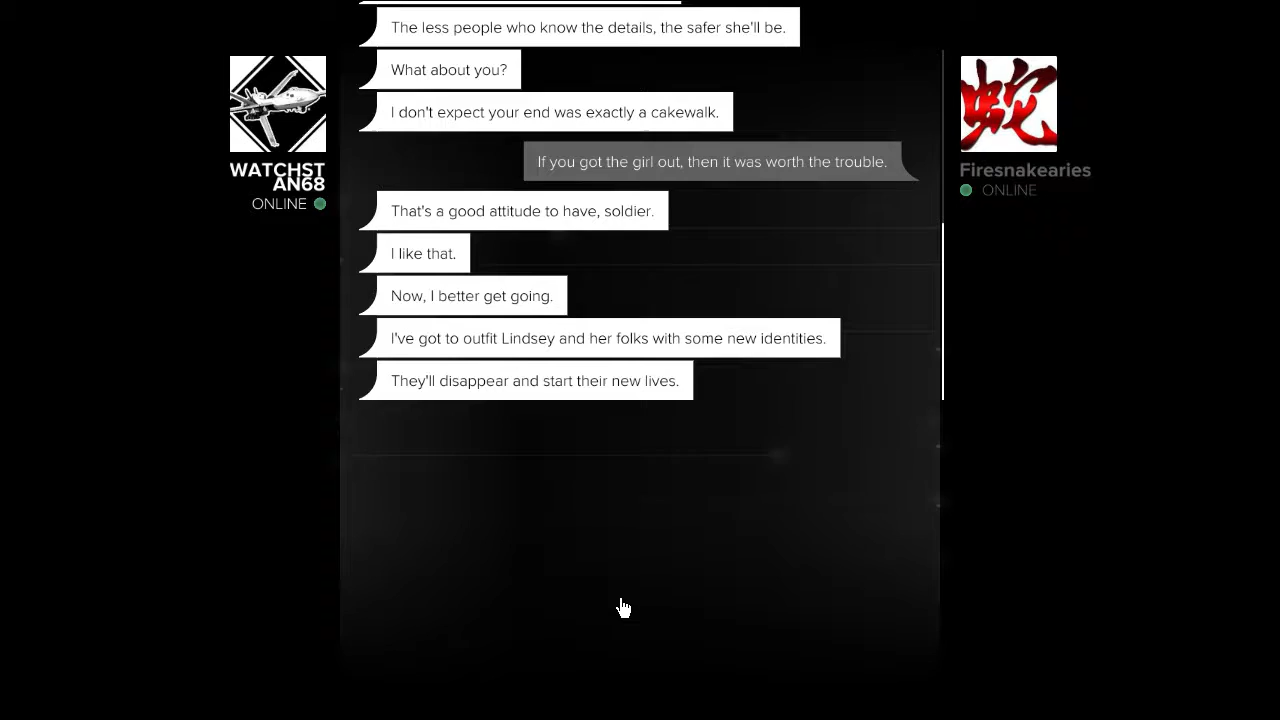 The less people who know the details, the safer she'll be.
What about you?
I don't expect your end was exactly a cakewalk.
If you got the girl out, then it was worth the trouble.
That's a good attitude to have, soldier.
I like that.
Now, I better get going.
I've got to outfit Lindsey and her folks with some new identities.
They'll disappear and start their new lives.
WATCHST
AN68
ONLINE
蛇
Firesnakearies
ONLINE